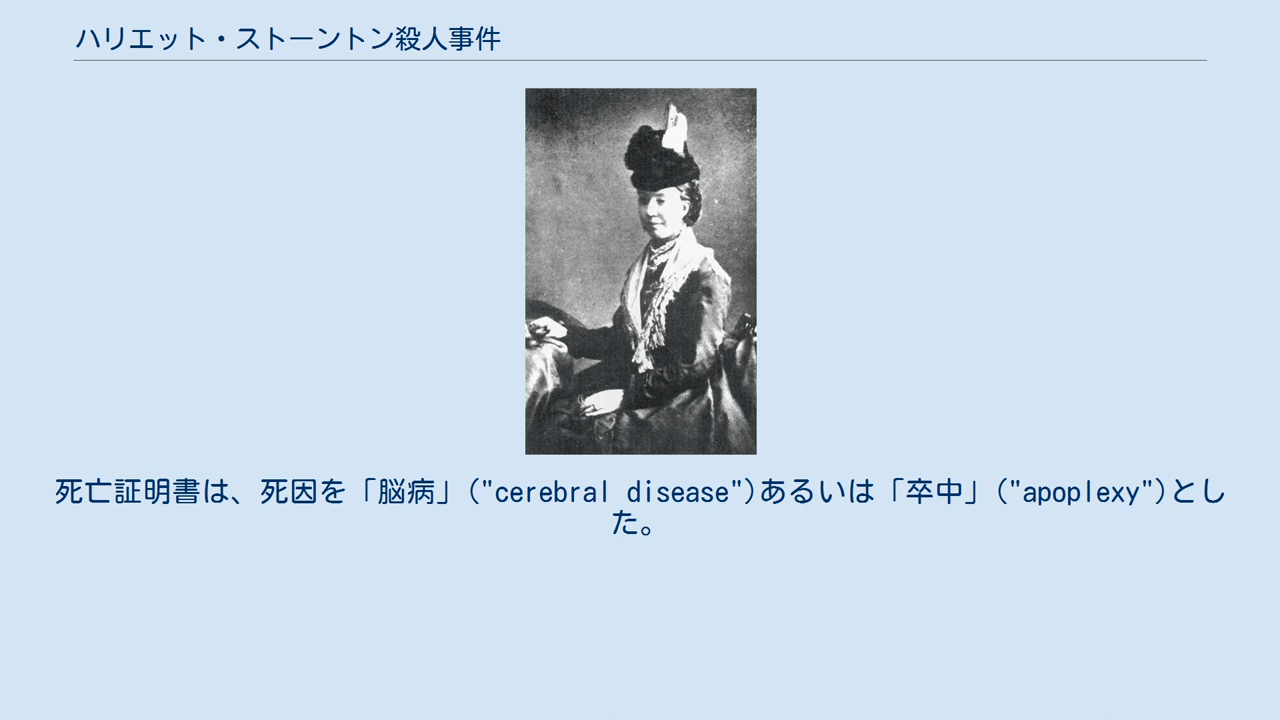 ハリエット・ストーントン殺人事件
死亡証明書は、死因を「脳病」("cerebral disease")あるいは「卒中」("apoplexy")とし
た。